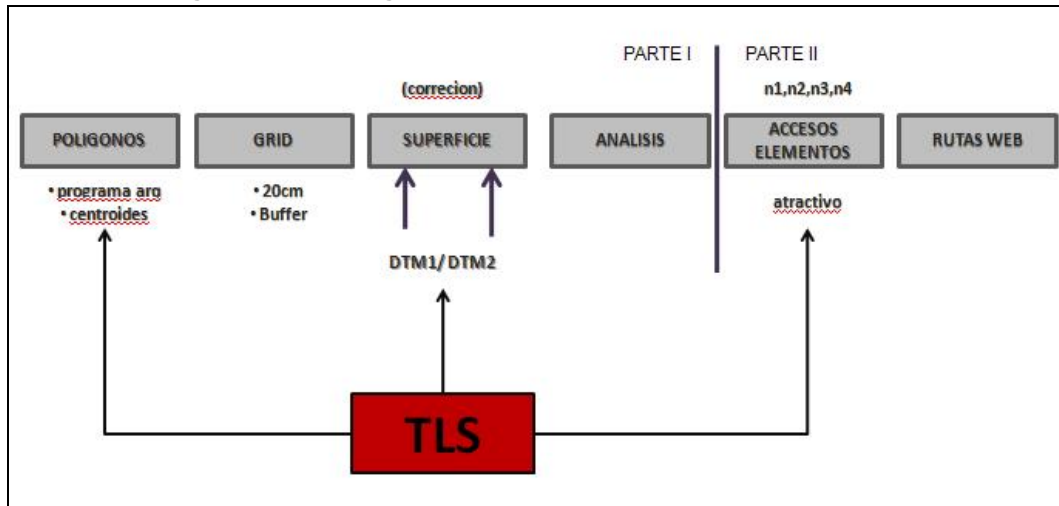 PARTE I
PARTE II
(correcion)
n1,n2,n3,n4
POLIGONOS
GRID
SUPERFICIE
ANALISIS
ACCESOS
ELEMENTOS
RUTAS WEB
• programa arq
• centroides
• 20cm
• Buffer
atractivo
DTM1/ DTM2
TLS